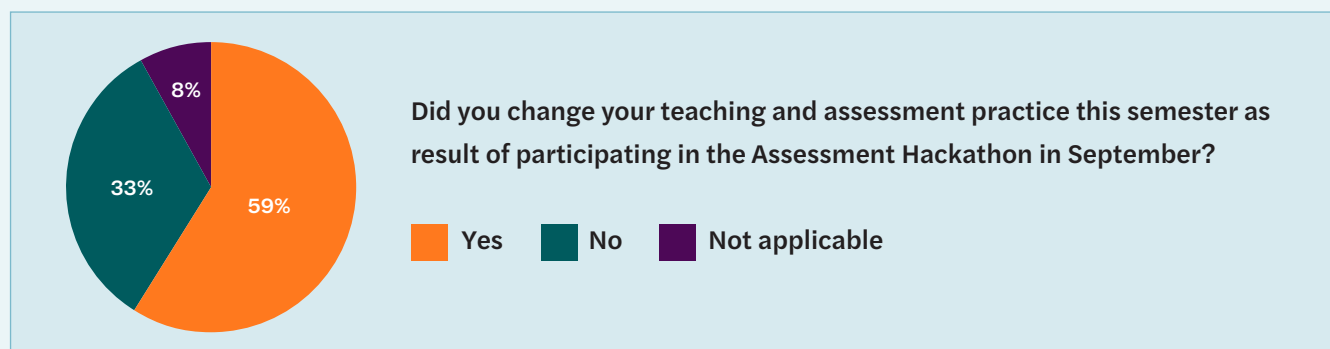 8%
33%
59%
Did you change your teaching and assessment practice this semester as
result of participating in the Assessment Hackathon in September?
Yes No Not applicable